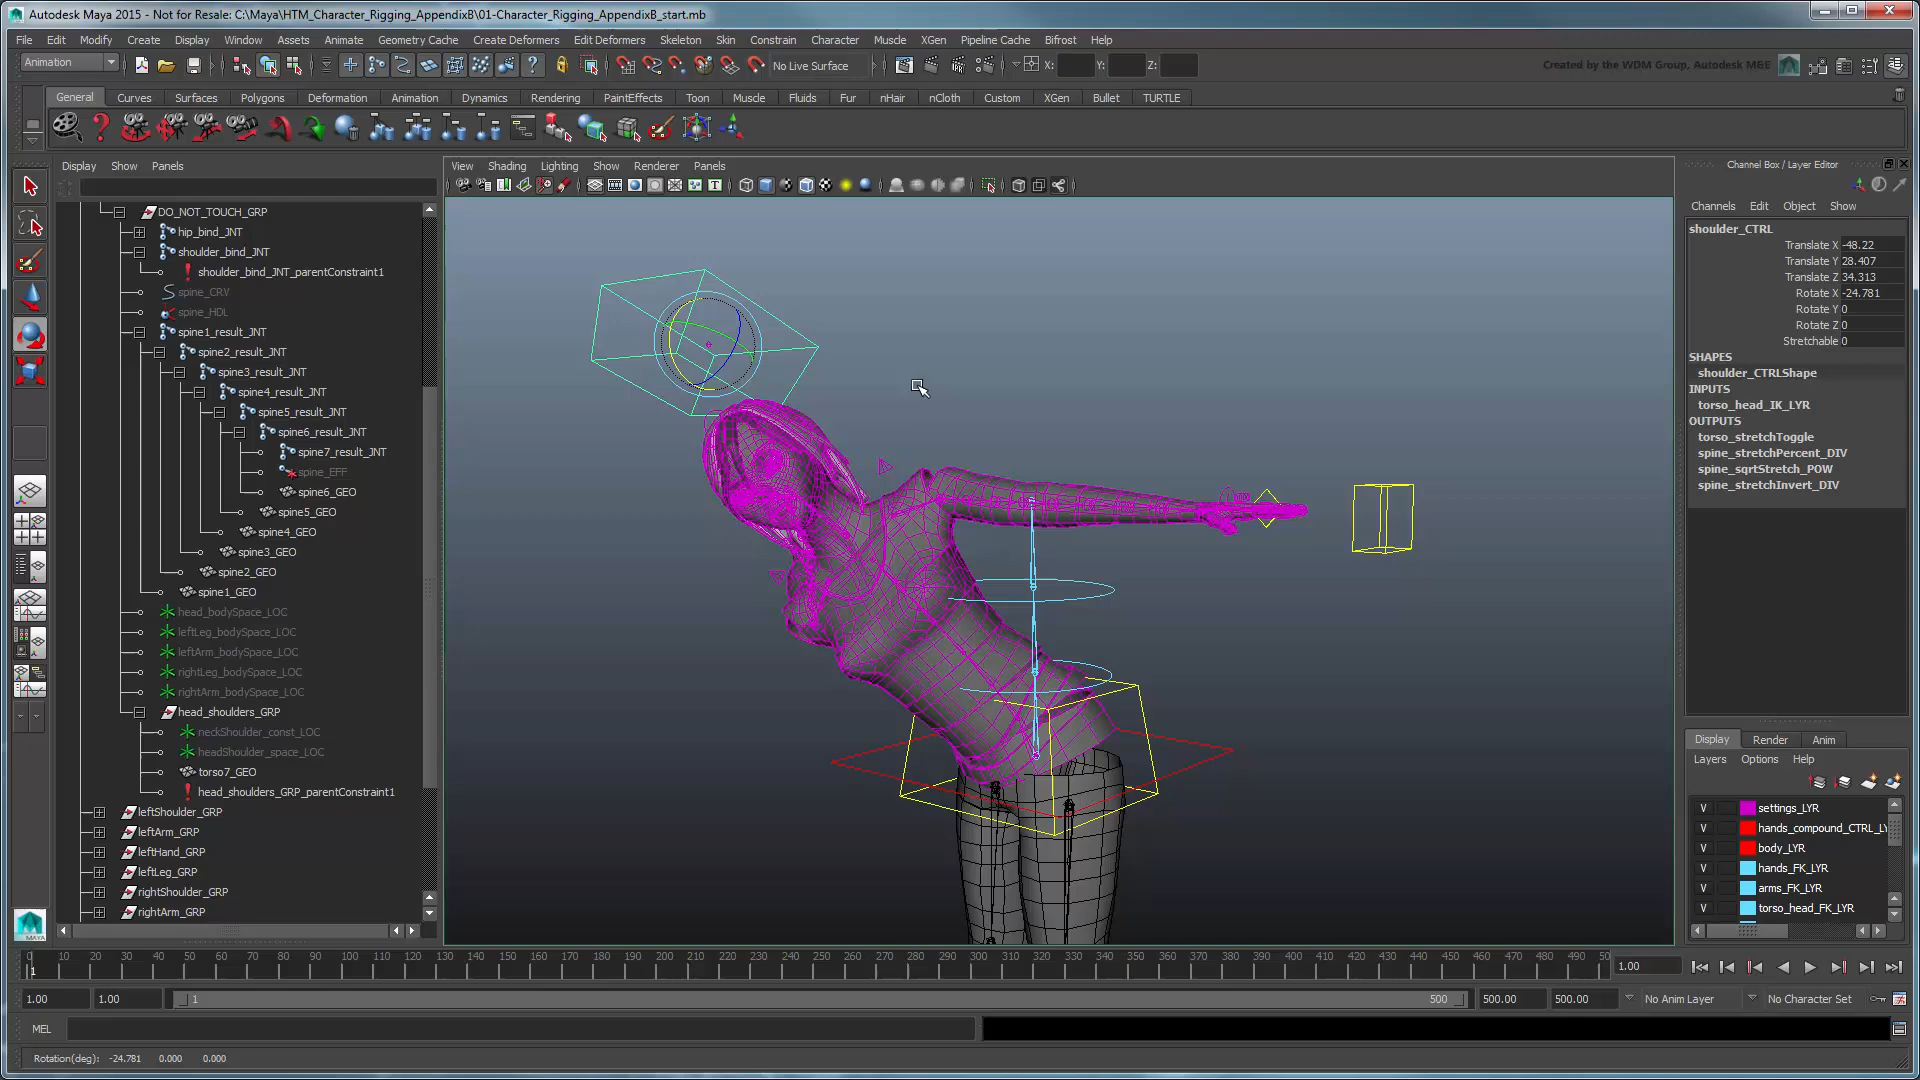 Autodesk Maya 2015 - Not for Resale: C:\Maya\HTM_Character_Rigging_AppendixB\01-Character_Rigging_AppendixB_start.mb
File Edit Modify Create Display Window Assets Animate Geometry Cache Create Deformers Edit Deformers Skeleton Skin Constrain Character Muscle XGen Pipeline Cache Bifrost Help
Animation No Live Surface X: Y: Z: Created by the WDM Group, Autodesk M&E
General Curves Surfaces Polygons Deformation Animation Dynamics Rendering PaintEffects Toon Muscle Fluids Fur nHair nCloth Custom XGen Bullet TURTLE
Display Show Panels
DO_NOT_TOUCH_GRP
hip_bind_JNT
shoulder_bind_JNT
shoulder_bind_JNT_parentConstraint1
spine_CRV
spine_HDL
spine1_result_JNT
spine2_result_JNT
spine3_result_JNT
spine4_result_JNT
spine5_result_JNT
spine6_result_JNT
spine7_result_JNT
spine_EFF
spine6_GEO
spine5_GEO
spine4_GEO
spine3_GEO
spine2_GEO
spine1_GEO
head_bodySpace_LOC
leftLeg_bodySpace_LOC
leftArm_bodySpace_LOC
rightLeg_bodySpace_LOC
rightArm_bodySpace_LOC
head_shoulders_GRP
neckShoulder_const_LOC
headShoulder_space_LOC
torso7_GEO
head_shoulders_GRP_parentConstraint1
leftShoulder_GRP
leftArm_GRP
leftHand_GRP
leftLeg_GRP
rightShoulder_GRP
rightArm_GRP
MAYA
View Shading Lighting Show Renderer Panels
Channel Box / Layer Editor
Channels Edit Object Show
shoulder_CTRL
Translate X -48.22
Translate Y 28.407
Translate Z 34.313
Rotate X -24.781
Rotate Y 0
Rotate Z 0
Stretchable 0
SHAPES
shoulder_CTRLShape
INPUTS
torso_head_IK_LYR
OUTPUTS
torso_stretchToggle
spine_stretchPercent_DIV
spine_sqrtStretch_POW
spine_stretchInvert_DIV
Display Render Anim
Layers Options Help
V settings_LYR
V hands_compound_CTRL_LY
V body_LYR
V hands_FK_LYR
V arms_FK_LYR
V torso_head_FK_LYR
0 10 20 30 40 50 60 70 80 90 100 110 120 130 140 150 160 170 180 190 200 210 220 230 240 250 260 270 280 290 300 310 320 330 340 350 360 370 380 390 400 410 420 430 440 450 460 470 480 490 50
1
1.00
1.00 1.00 1 500 500.00 500.00 No Anim Layer No Character Set
MEL
Rotation(deg): -24.781 0.000 0.000